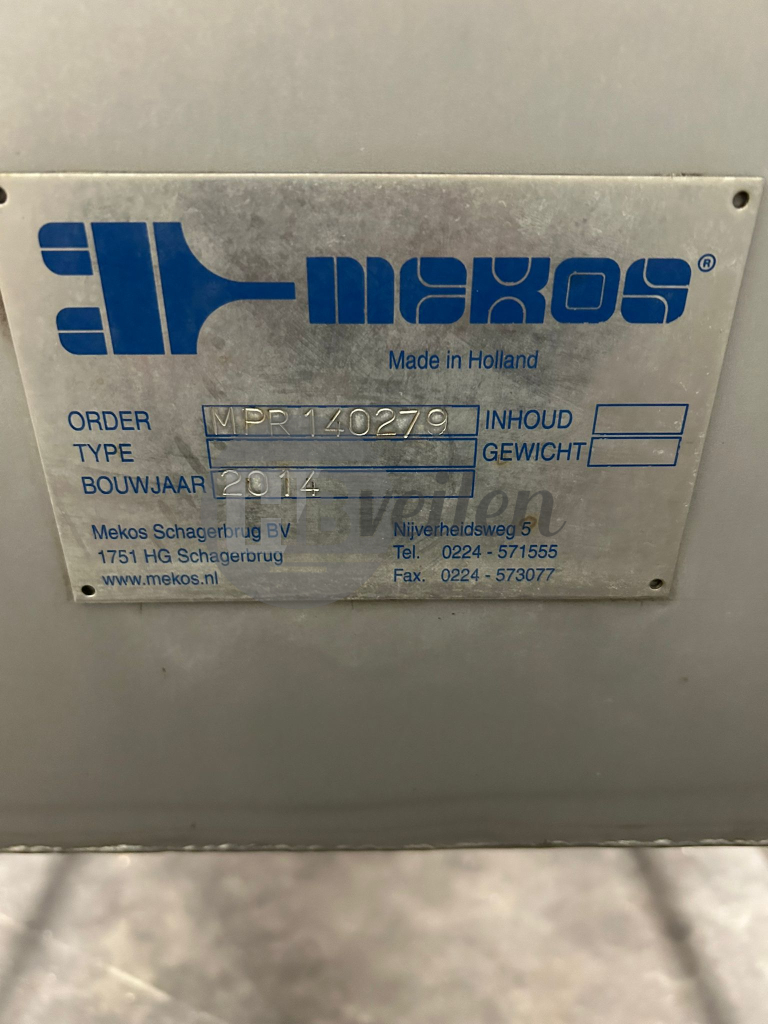 mekos®
Made in Holland
ORDER MPR 140279 INHOUD
TYPE GEWICHT
BOUWJAAR 2014
veilen
Mekos Schagerbrug BV Nijverheidsweg 5
1751 HG Schagerbrug Tel. 0224 - 571555
www.mekos.nl Fax. 0224 - 573077